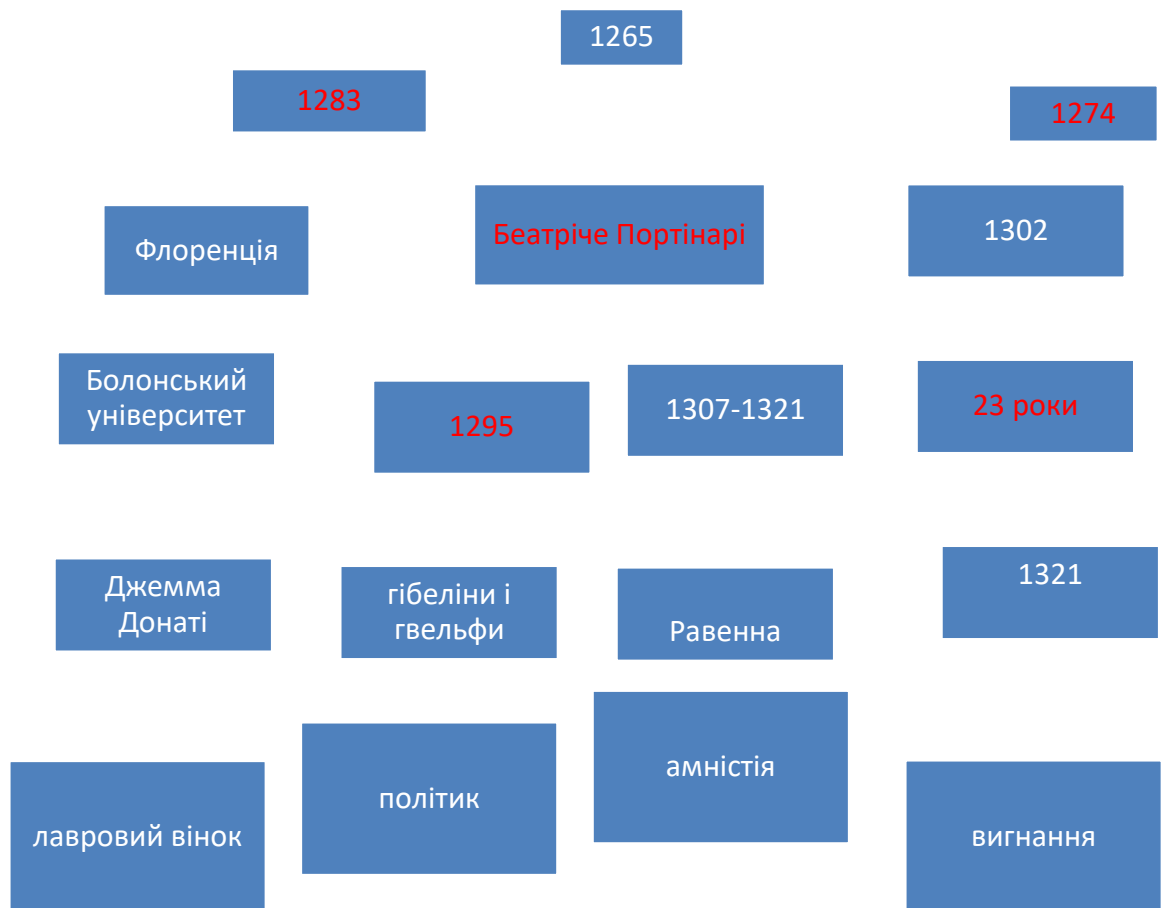 1265
1283
1274
Флоренція
Беатріче Портінарі
1302
Болонський
університет
1295
1307-1321
23 роки
Джемма
Донаті
гібеліни і
гвельфи
Равенна
1321
лавровий вінок
політик
амністія
вигнання